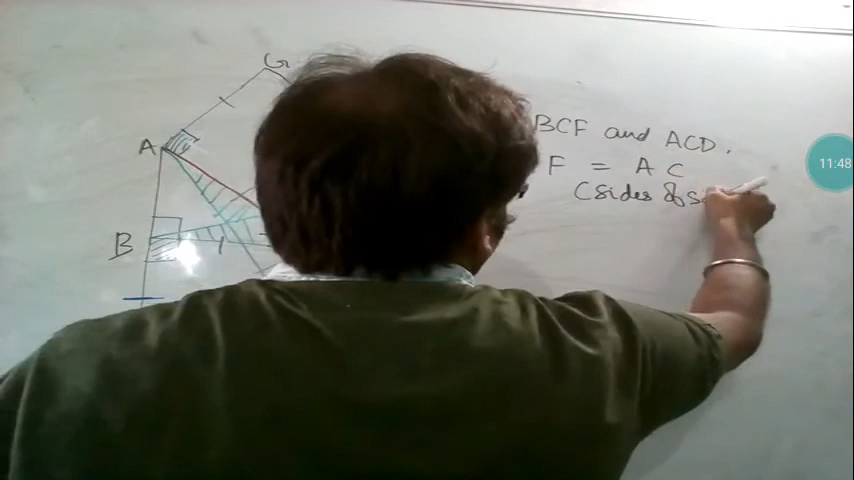 G
A
B
BCF and ACD.
F = AC
(sides of s
11:48